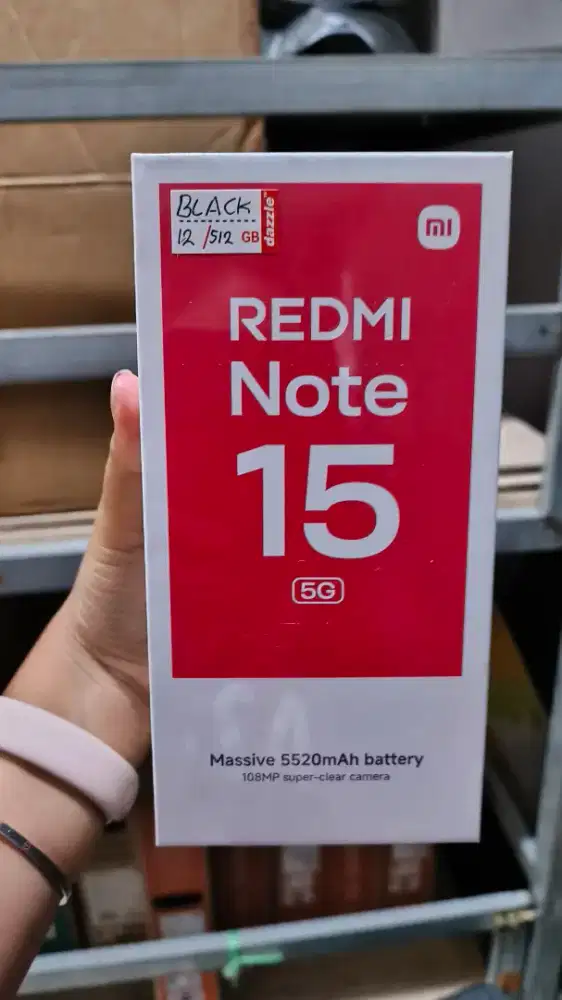 BLACK
12 /512 GB
dazzle
mi
REDMI
Note
15
5G
Massive 5520mAh battery
108MP super-clear camera